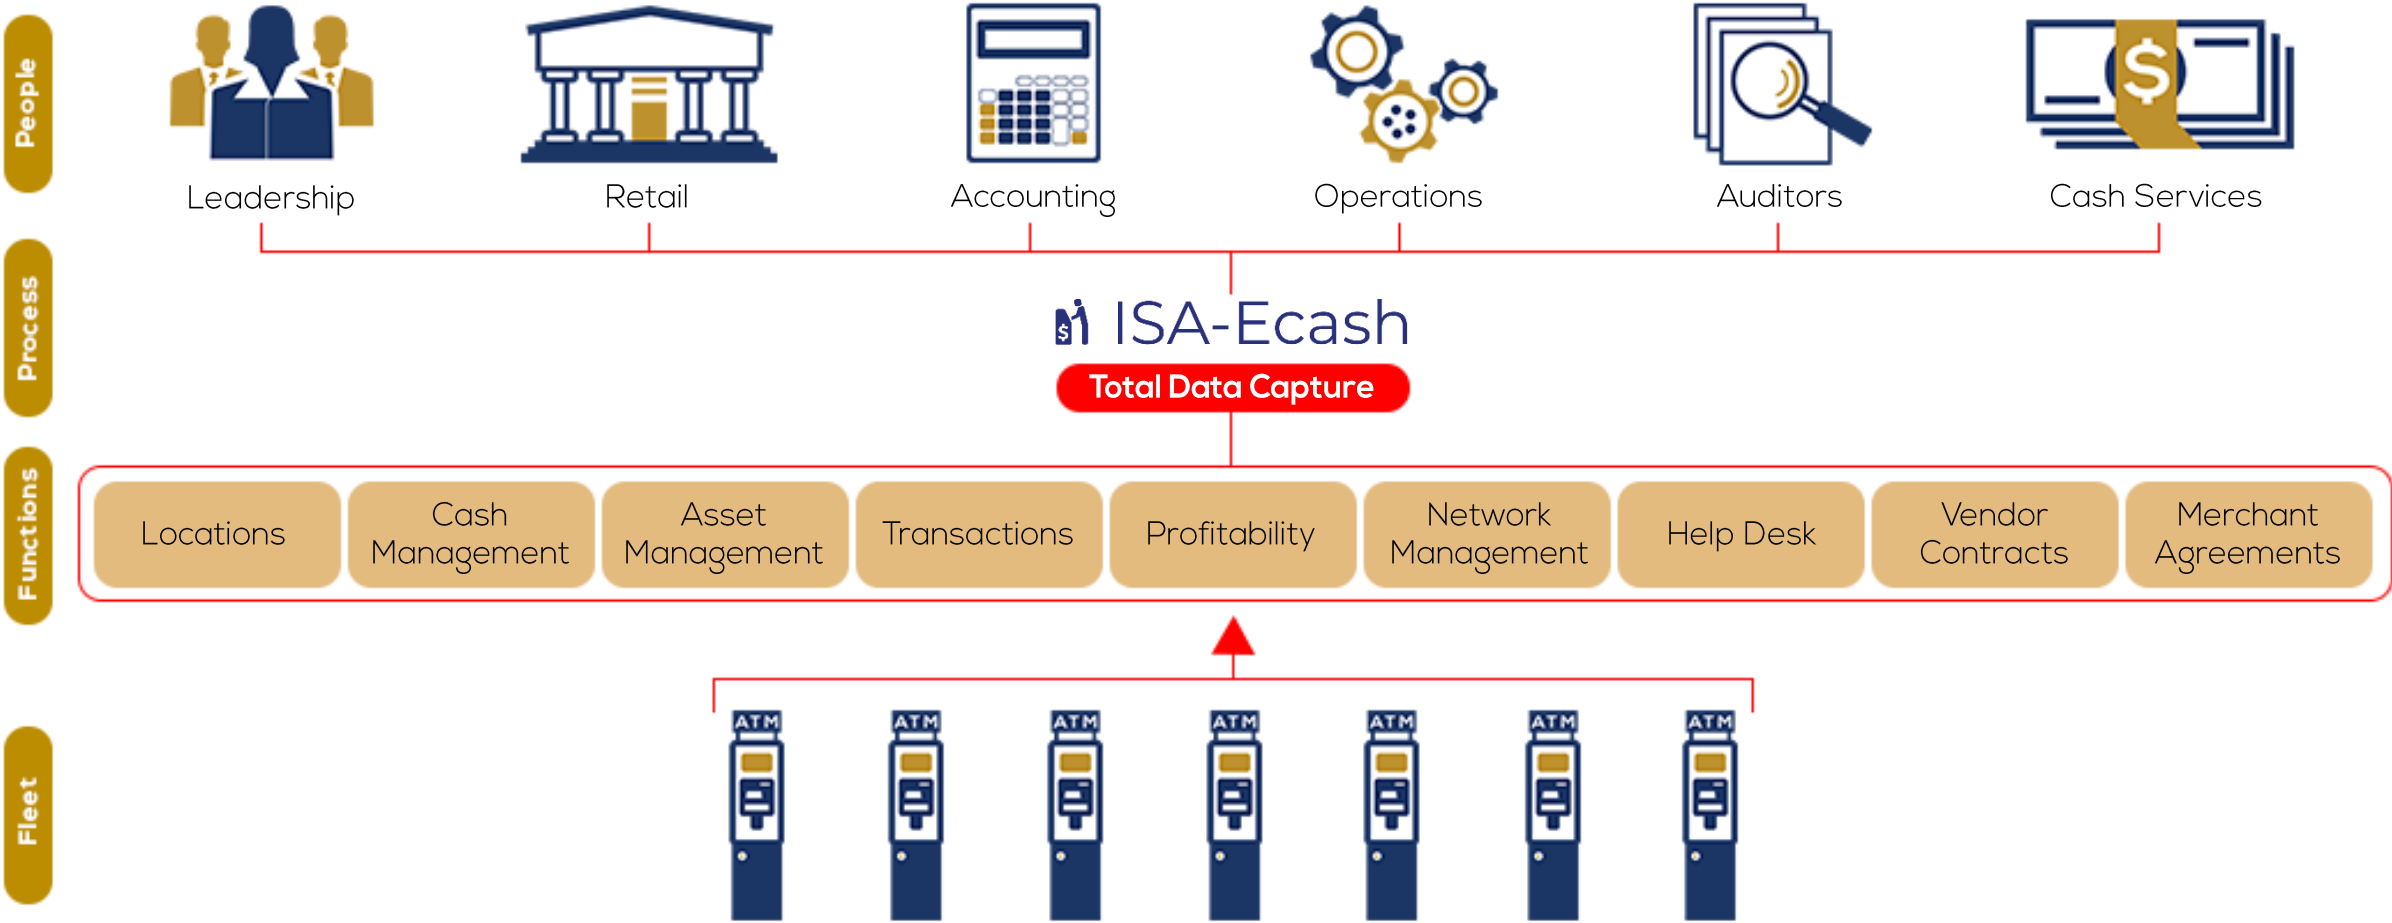 People
Leadership
Retail
Accounting
Operations
Auditors
$
Cash Services
Process
$
ISA-Ecash
Total Data Capture
Functions
Locations
Cash
Management
Asset
Management
Transactions
Profitability
Network
Management
Help Desk
Vendor
Contracts
Merchant
Agreements
Fleet
ATM
ATM
ATM
ATM
ATM
ATM
ATM